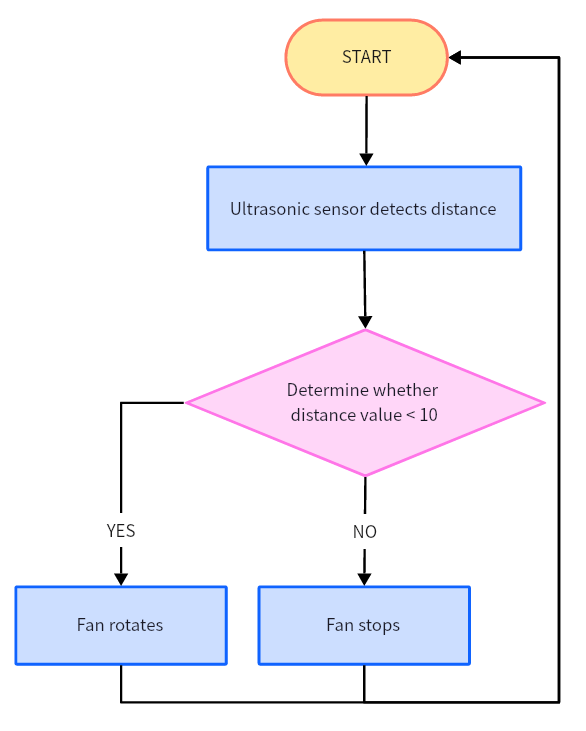 START
Ultrasonic sensor detects distance
Determine whether
distance value < 10
YES
NO
Fan rotates
Fan stops